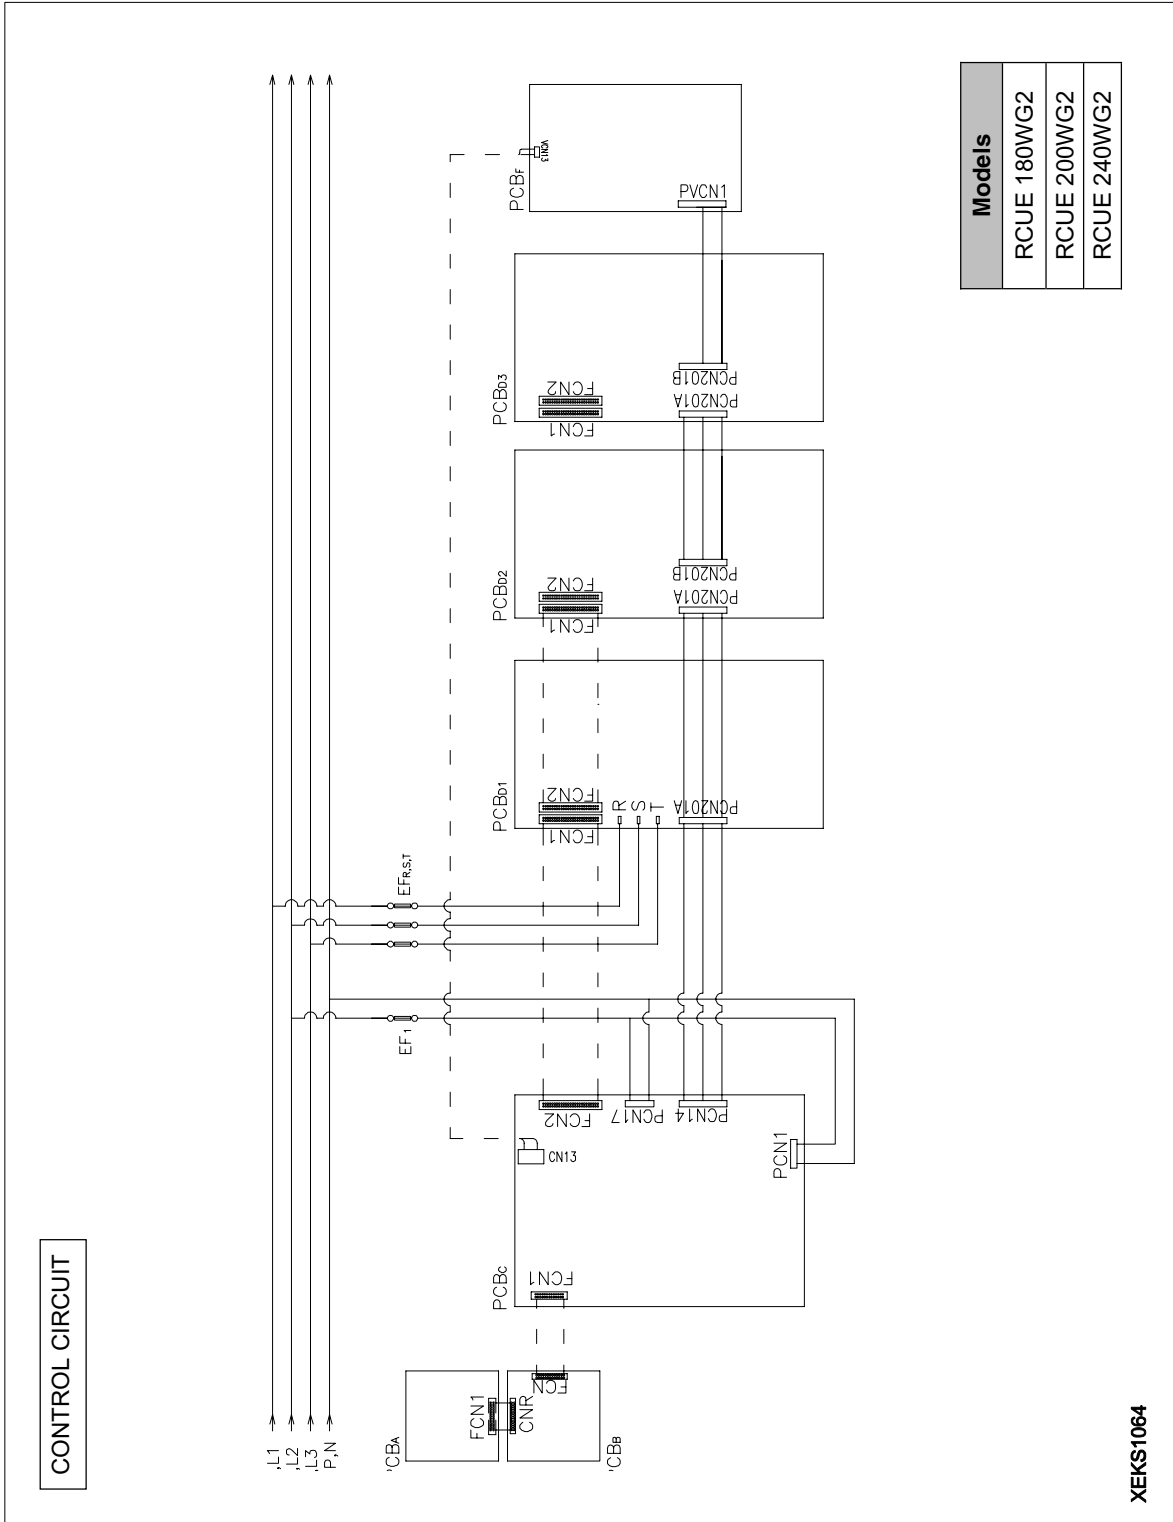 CONTROL CIRCUIT
,L1
,L2
,L3
P,N
EF1
EFR,S,T
PCBA
FCN1
CNR
FCN
PCBB
PCBC
FCN1
CN13
FCN2
PCN17
PCN14
PCN1
PCBD1
FCN1
FCN2
R
S
T
PCN201A
PCBD2
FCN1
FCN2
PCN201A
PCN201B
PCBD3
FCN1
FCN2
PCN201A
PCN201B
PCBF
VCN13
PVCN1
Models
RCUE 180WG2
RCUE 200WG2
RCUE 240WG2
XEKS1064